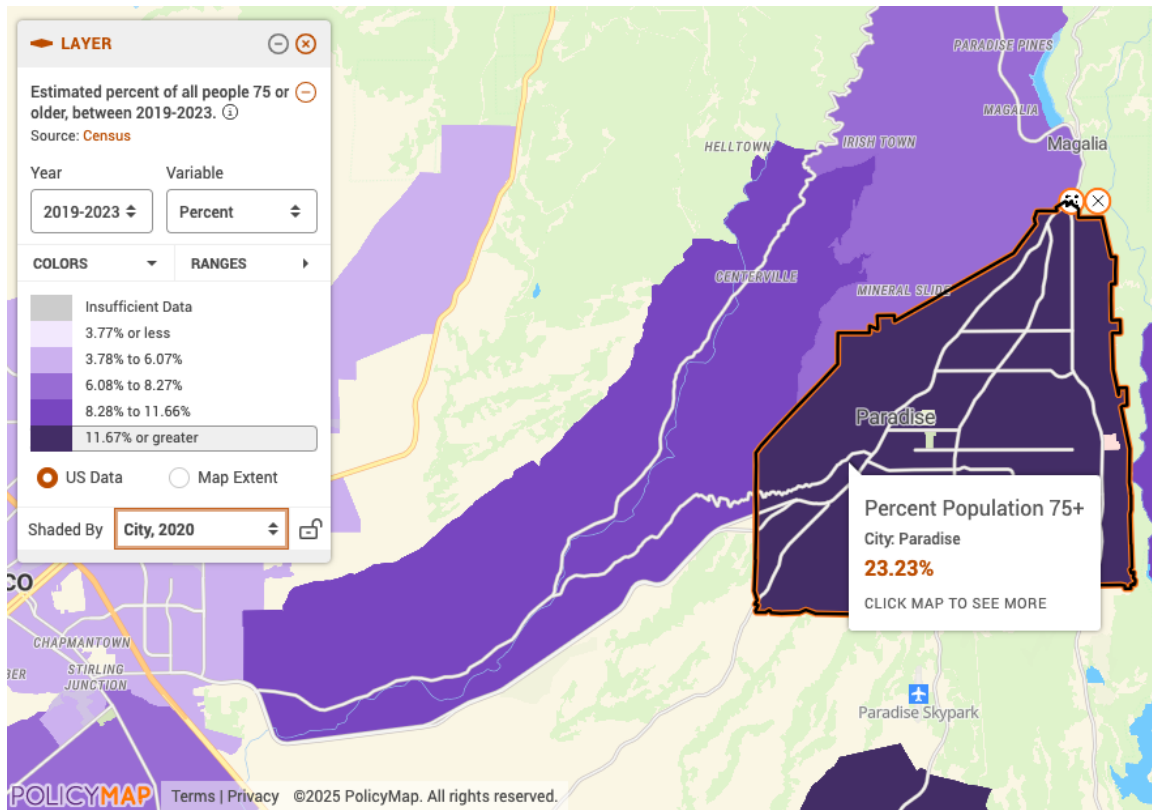 LAYER
Estimated percent of all people 75 or
older, between 2019-2023.
Source: Census
Year
Variable
2019-2023
Percent
COLORS
RANGES
Insufficient Data
3.77% or less
3.78% to 6.07%
6.08% to 8.27%
8.28% to 11.66%
11.67% or greater
US Data
Map Extent
Shaded By
City, 2020
PARADISE PINES
MAGALIA
Magalia
HELLTOWN
IRISH TOWN
CENTERVILLE
MINERAL SLIDE
Paradise
Percent Population 75+
City: Paradise
23.23%
CLICK MAP TO SEE MORE
CO
CHAPMANTOWN
BER
STIRLING
JUNCTION
Paradise Skypark
POLICYMAP
Terms | Privacy ©2025 PolicyMap. All rights reserved.